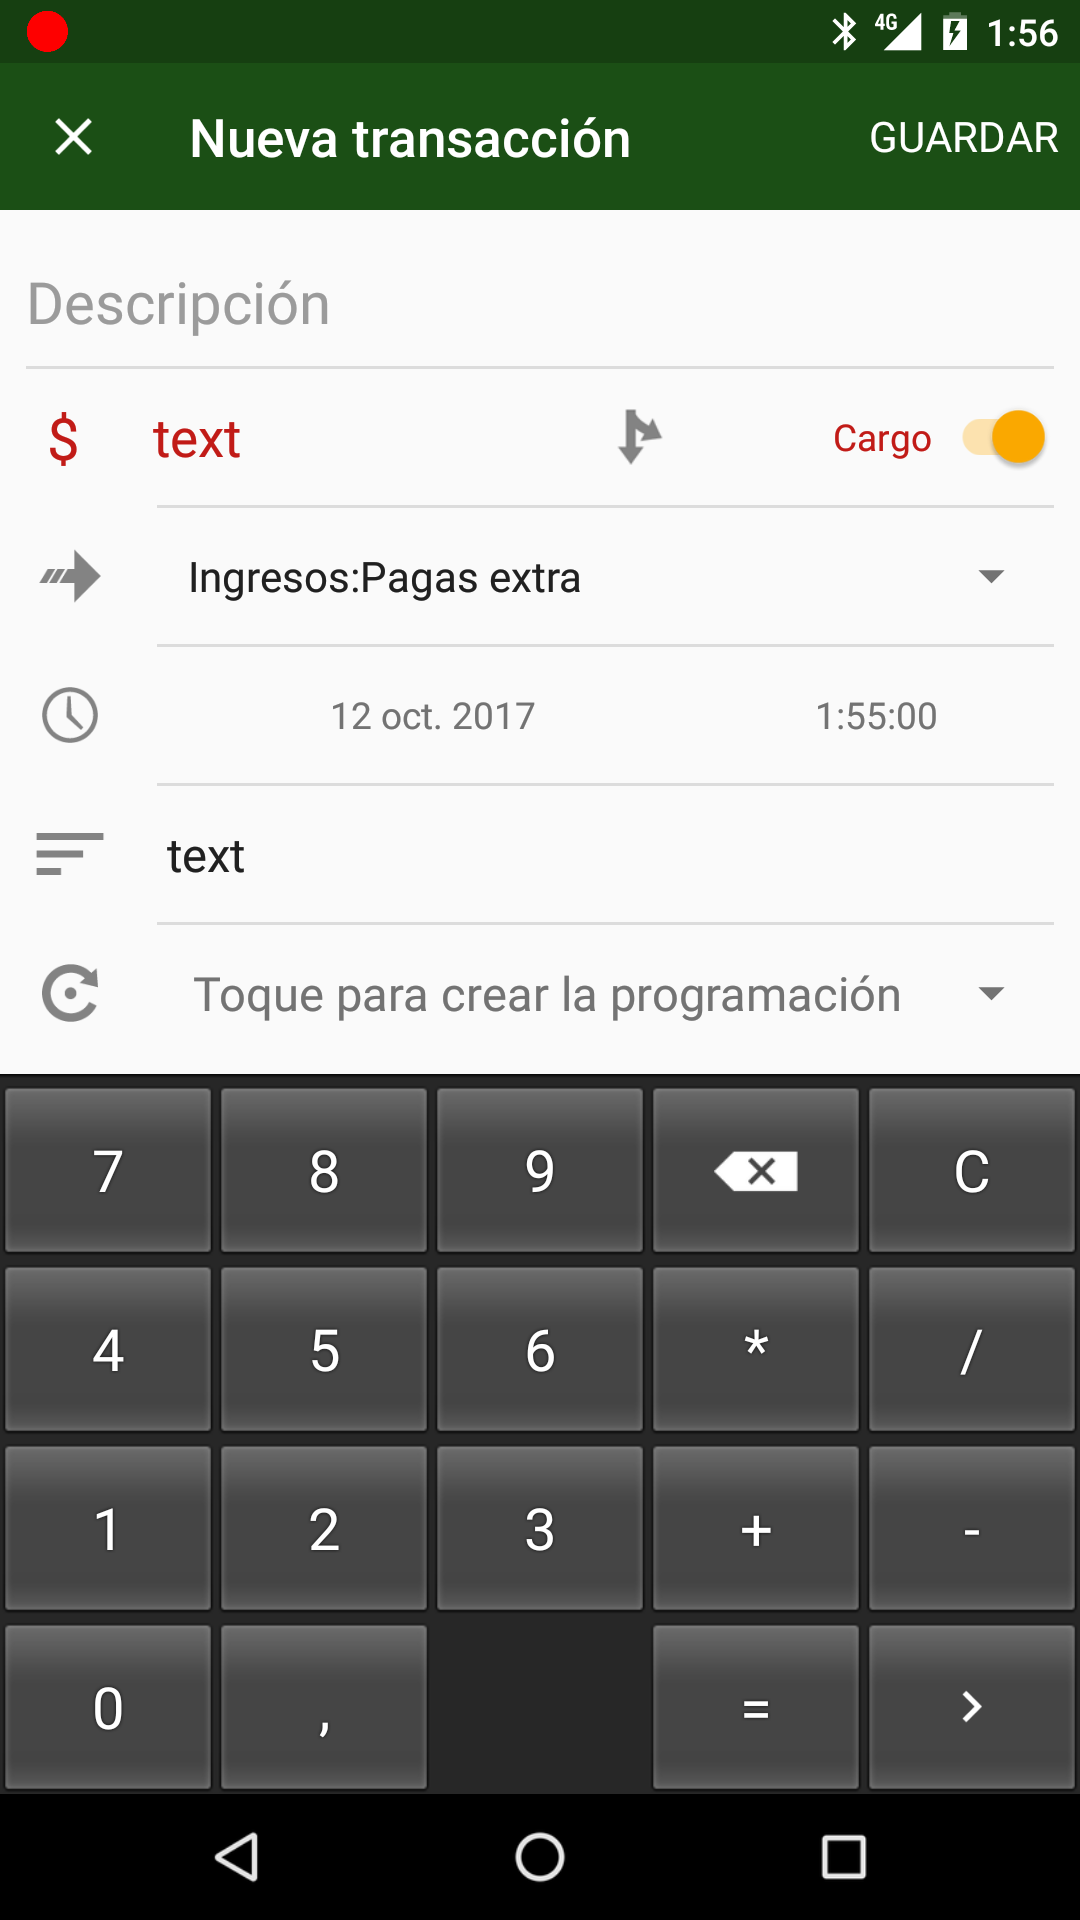 4G 1:56
Nueva transacción GUARDAR
Descripción
$ text Cargo
Ingresos:Pagas extra
12 oct. 2017 1:55:00
text
Toque para crear la programación
7 8 9 C
4 5 6 * /
1 2 3 + -
0 , = >